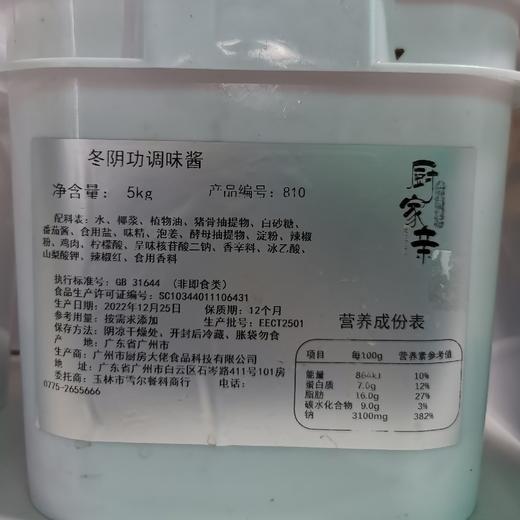 冬阴功调味酱
净含量： 5kg 产品编号：810
厨家幸
配料表：水、椰浆、植物油、猪骨抽提物、白砂糖、
番茄酱、食用盐、味精、泡姜、酵母抽提物、淀粉、辣椒
粉、鸡肉、柠檬酸、呈味核苷酸二钠、香辛料、冰乙酸、
山梨酸钾、辣椒红、食用香料
执行标准号：GB 31644 （非即食类）
食品生产许可证编号：SC10344011106431
生产日期：2022年12月25日 保质期：12个月
参考用量：按需求添加 生产批号：EECT2501
保存方法：阴凉干燥处、开封后冷藏、胀袋勿食
产地：广东省广州市
生产商：广州市厨房大佬食品科技有限公司
地址：广东省广州市白云区石岑路411号101房
委托商：玉林市雪尔餐料商行 电话：
0775-2655666
营养成份表
项目 每100g 营养素参考值
能量 864kJ 10%
蛋白质 7.0g 12%
脂肪 16.0g 27%
碳水化合物 9.0g 3%
钠 3100mg 382%